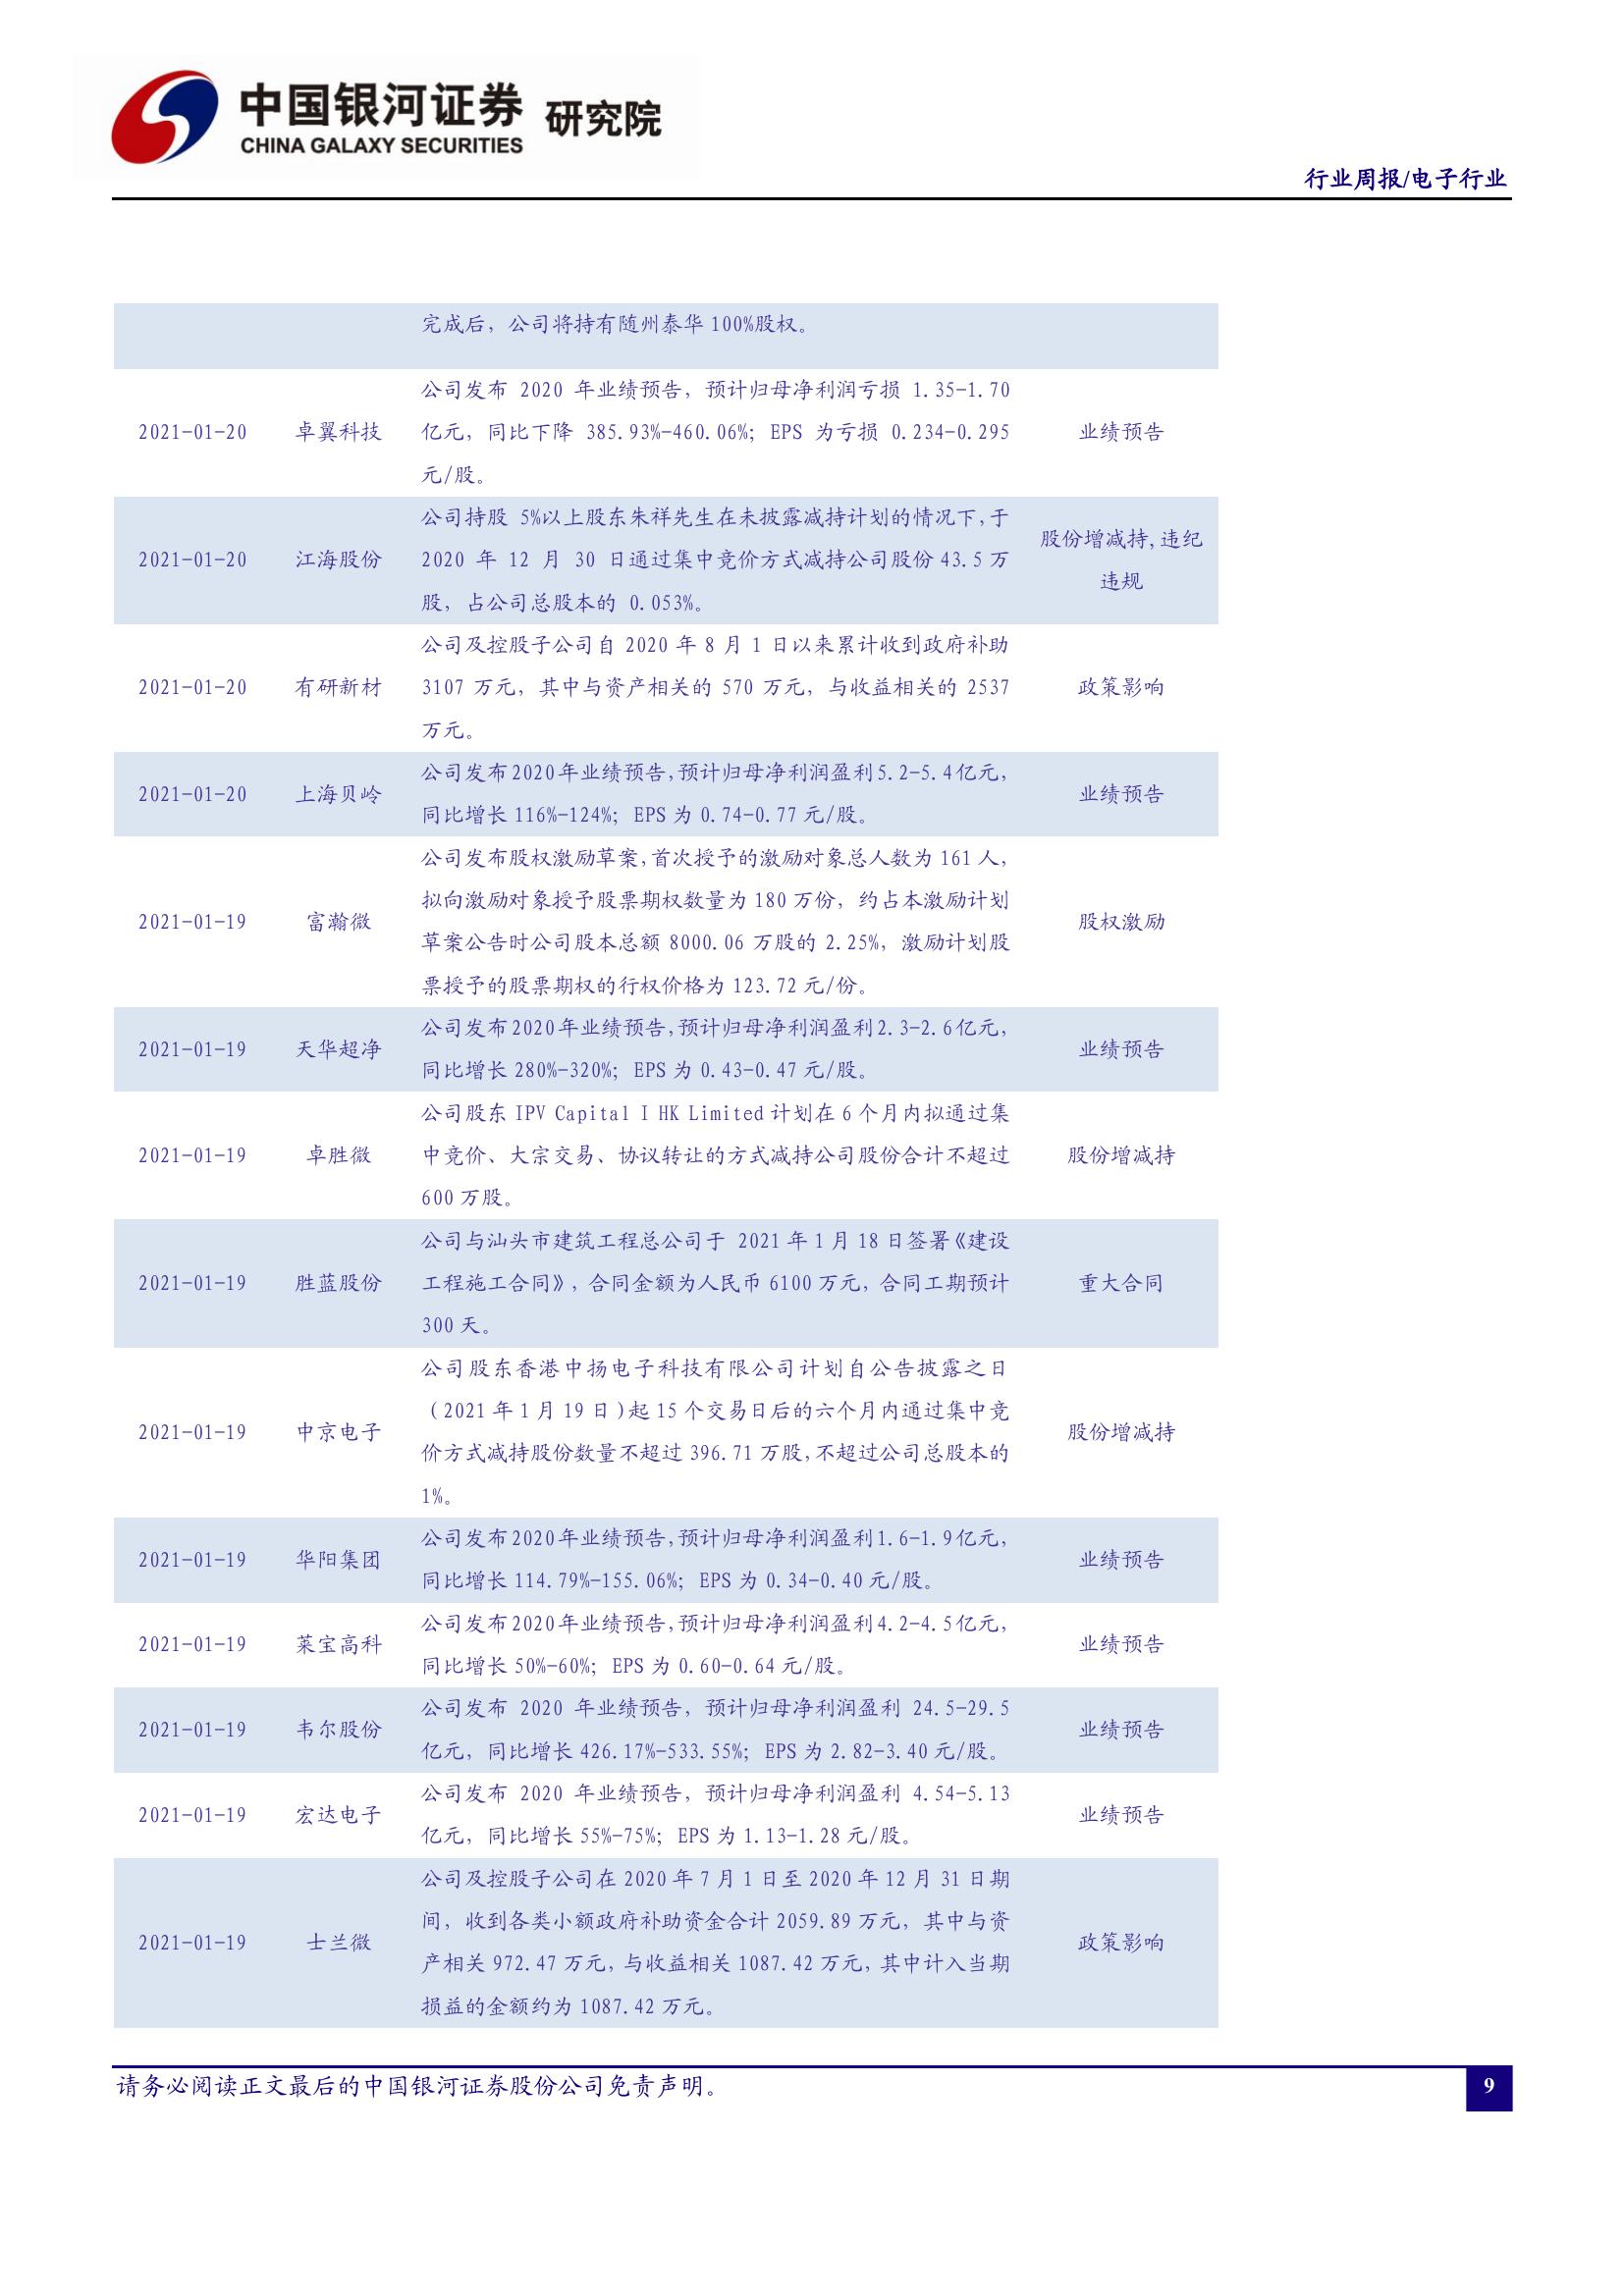 中国银河证券 研究院
CHINA GALAXY SECURITIES
行业周报/电子行业
完成后，公司将持有随州泰华 100%股权。
公司发布 2020 年业绩预告，预计归母净利润亏损 1.35-1.70
2021-01-20 卓翼科技 亿元，同比下降 385.93%-460.06%；EPS 为亏损 0.234-0.295 业绩预告
元/股。
公司持股 5%以上股东朱祥先生在未披露减持计划的情况下，于
股份增减持,违纪
2021-01-20 江海股份 2020 年 12 月 30 日通过集中竞价方式减持公司股份 43.5 万
违规
股，占公司总股本的 0.053%。
公司及控股子公司自 2020 年 8 月 1 日以来累计收到政府补助
2021-01-20 有研新材 3107 万元，其中与资产相关的 570 万元，与收益相关的 2537 政策影响
万元。
公司发布2020年业绩预告，预计归母净利润盈利5.2-5.4亿元，
2021-01-20 上海贝岭 业绩预告
同比增长 116%-124%；EPS 为 0.74-0.77 元/股。
公司发布股权激励草案，首次授予的激励对象总人数为 161 人，
拟向激励对象授予股票期权数量为 180 万份，约占本激励计划
2021-01-19 富瀚微 股权激励
草案公告时公司股本总额 8000.06 万股的 2.25%，激励计划股
票授予的股票期权的行权价格为 123.72 元/份。
公司发布2020年业绩预告，预计归母净利润盈利2.3-2.6亿元，
2021-01-19 天华超净 业绩预告
同比增长 280%-320%；EPS 为 0.43-0.47 元/股。
公司股东 IPV Capital I HK Limited 计划在 6 个月内拟通过集
2021-01-19 卓胜微 中竞价、大宗交易、协议转让的方式减持公司股份合计不超过 股份增减持
600 万股。
公司与汕头市建筑工程总公司于 2021 年 1 月 18 日签署《建设
2021-01-19 胜蓝股份 工程施工合同》，合同金额为人民币 6100 万元，合同工期预计 重大合同
300 天。
公司股东香港中扬电子科技有限公司计划自公告披露之日
（2021 年 1 月 19 日)起 15 个交易日后的六个月内通过集中竞
2021-01-19 中京电子 股份增减持
价方式减持股份数量不超过 396.71 万股，不超过公司总股本的
1%。
公司发布2020年业绩预告，预计归母净利润盈利1.6-1.9亿元，
2021-01-19 华阳集团 业绩预告
同比增长 114.79%-155.06%；EPS 为 0.34-0.40 元/股。
公司发布2020年业绩预告，预计归母净利润盈利4.2-4.5亿元，
2021-01-19 莱宝高科 业绩预告
同比增长 50%-60%；EPS 为 0.60-0.64 元/股。
公司发布 2020 年业绩预告，预计归母净利润盈利 24.5-29.5
2021-01-19 韦尔股份 业绩预告
亿元，同比增长 426.17%-533.55%；EPS 为 2.82-3.40 元/股。
公司发布 2020 年业绩预告，预计归母净利润盈利 4.54-5.13
2021-01-19 宏达电子 业绩预告
亿元，同比增长 55%-75%；EPS 为 1.13-1.28 元/股。
公司及控股子公司在 2020 年 7 月 1 日至 2020 年 12 月 31 日期
间，收到各类小额政府补助资金合计 2059.89 万元，其中与资
2021-01-19 士兰微 政策影响
产相关 972.47 万元，与收益相关 1087.42 万元，其中计入当期
损益的金额约为 1087.42 万元。
请务必阅读正文最后的中国银河证券股份公司免责声明。 9